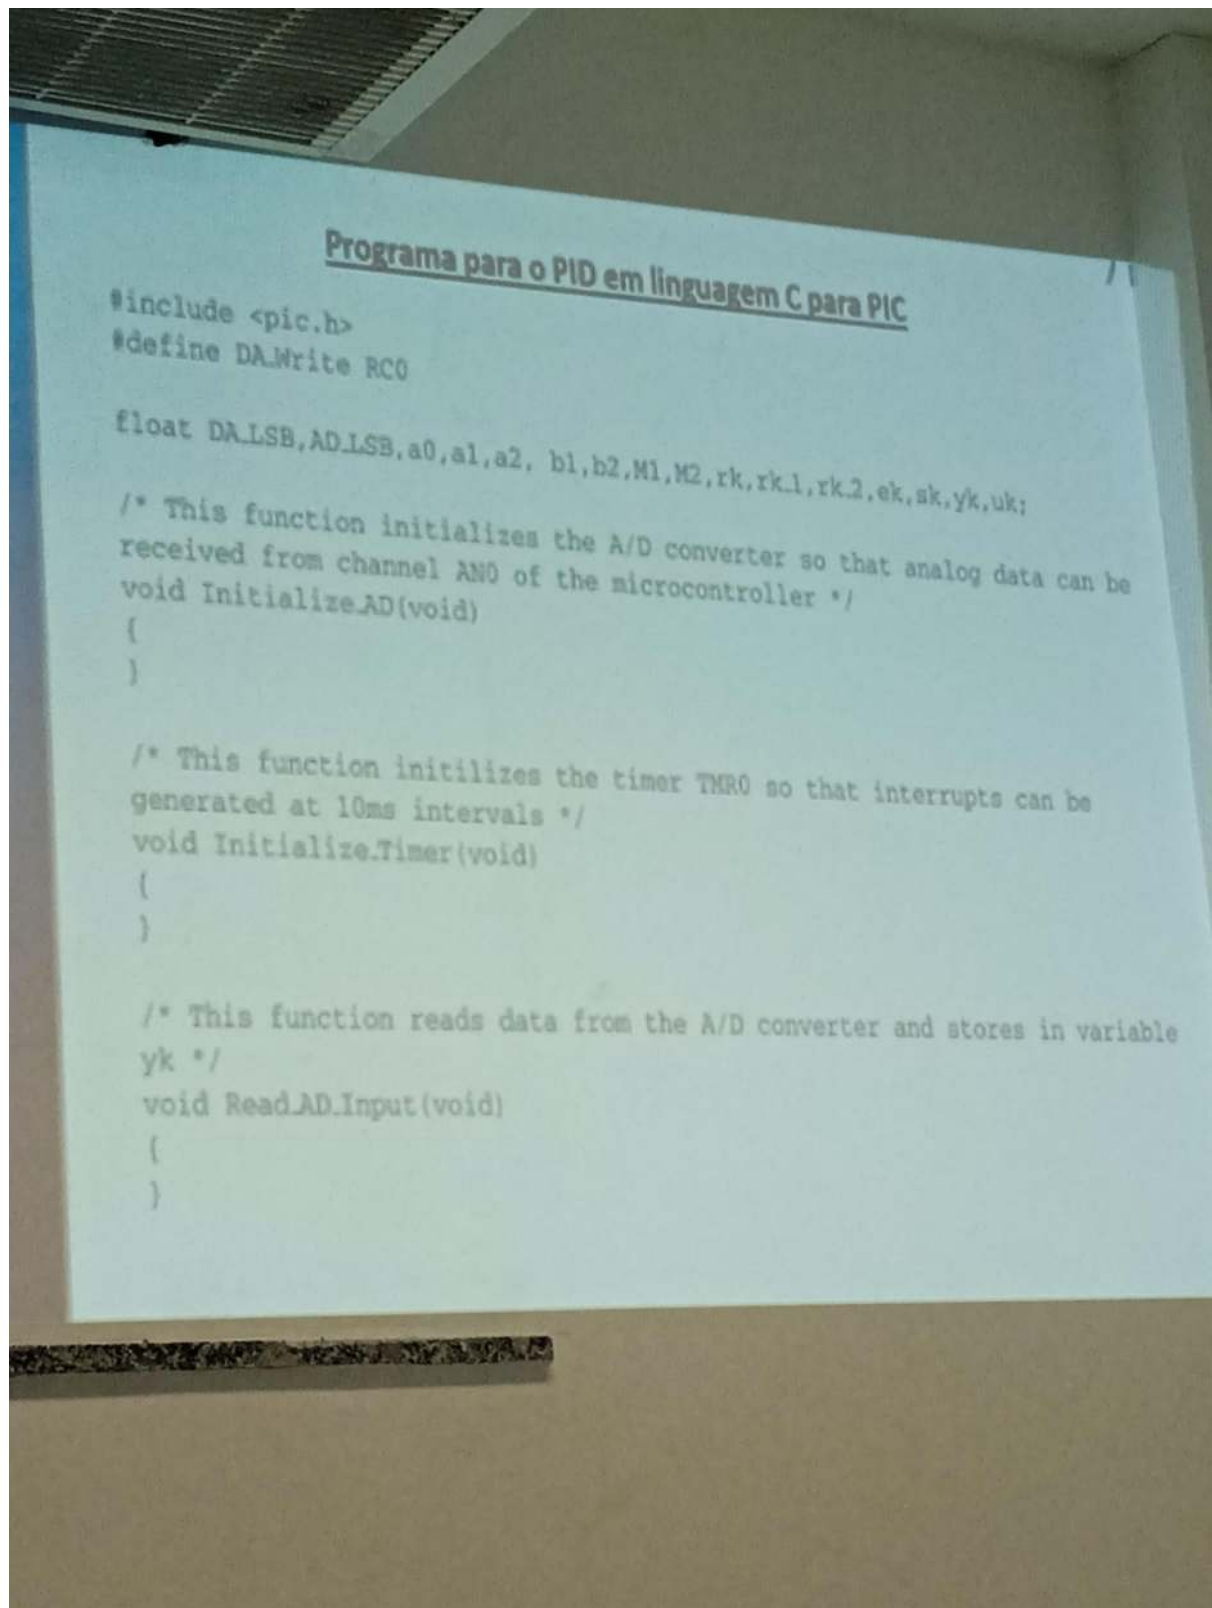 Programa para o PID em linguagem C para PIC
#include <pic.h>
#define DA_Write RC0
float DA_LSB,AD_LSB,a0,a1,a2, b1,b2,M1,M2,rk,rk_1,rk_2,ek,sk,yk,uk;
/* This function initializes the A/D converter so that analog data can be
received from channel AN0 of the microcontroller */
void Initialize_AD(void)
{
}
/* This function initilizes the timer TMR0 so that interrupts can be
generated at 10ms intervals */
void Initialize_Timer(void)
{
}
/* This function reads data from the A/D converter and stores in variable
yk */
void Read_AD_Input(void)
{
}